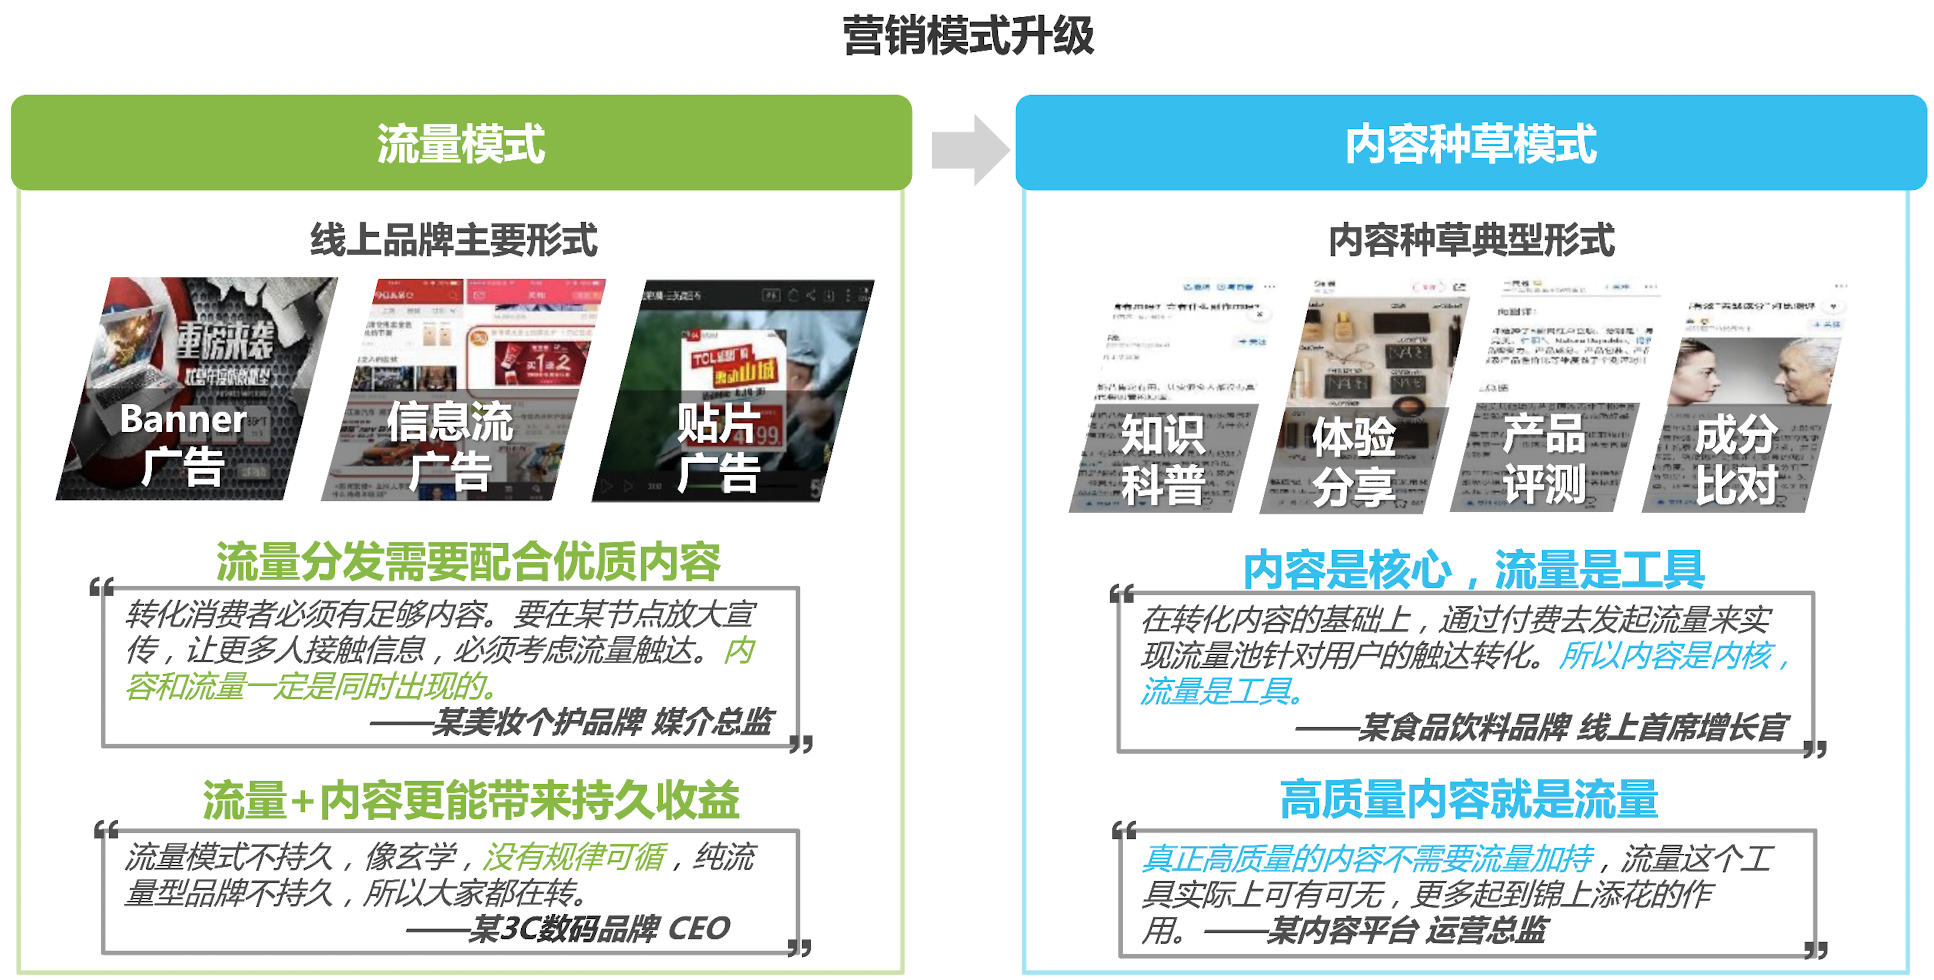 营销模式升级
流量模式
内容种草模式
线上品牌主要形式
Banner
广告
信息流
广告
贴片
广告
流量分发需要配合优质内容
“转化消费者必须有足够内容。要在某节点放大宣
传，让更多人接触信息，必须考虑流量触达。内
容和流量一定是同时出现的。
——某美妆个护品牌 媒介总监”
流量+内容更能带来持久收益
“流量模式不持久，像玄学，没有规律可循，纯流
量型品牌不持久，所以大家都在转。
——某3C数码品牌 CEO”
内容种草典型形式
知识
科普
体验
分享
产品
评测
成分
比对
内容是核心，流量是工具
“在转化内容的基础上，通过付费去发起流量来实
现流量池针对用户的触达转化。所以内容是内核，
流量是工具。
——某食品饮料品牌 线上首席增长官”
高质量内容就是流量
“真正高质量的内容不需要流量加持，流量这个工
具实际上可有可无，更多起到锦上添花的作
用。——某内容平台 运营总监”
重磅来袭
买1送2
TCL
惠动山城